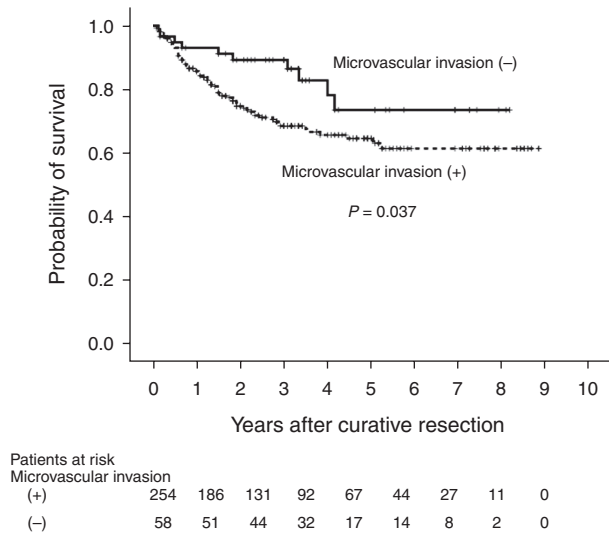 Probability of survival
1.0
0.8
0.6
0.4
0.2
0.0
Microvascular invasion (–)
Microvascular invasion (+)
P = 0.037
0 1 2 3 4 5 6 7 8 9 10
Years after curative resection
Patients at risk
Microvascular invasion
(+) 254 186 131 92 67 44 27 11 0
(–) 58 51 44 32 17 14 8 2 0